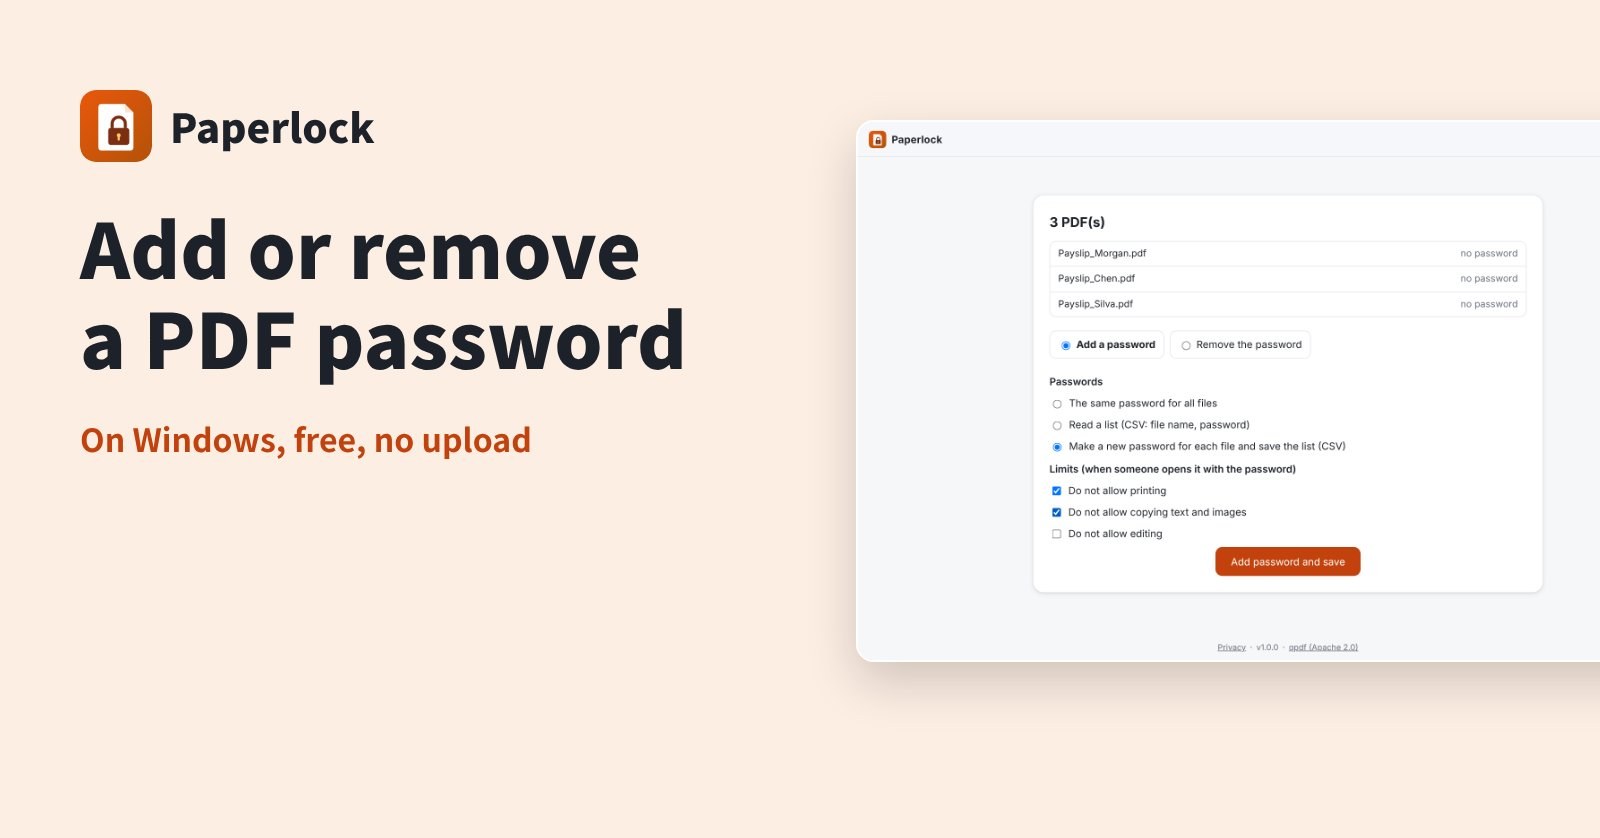 Paperlock
Add or remove
a PDF password
On Windows, free, no upload
Paperlock
3 PDF(s)
Payslip_Morgan.pdf no password
Payslip_Chen.pdf no password
Payslip_Silva.pdf no password
Add a password Remove the password
Passwords
The same password for all files
Read a list (CSV: file name, password)
Make a new password for each file and save the list (CSV)
Limits (when someone opens it with the password)
Do not allow printing
Do not allow copying text and images
Do not allow editing
Add password and save
Privacy · v1.0.0 · qpdf (Apache 2.0)